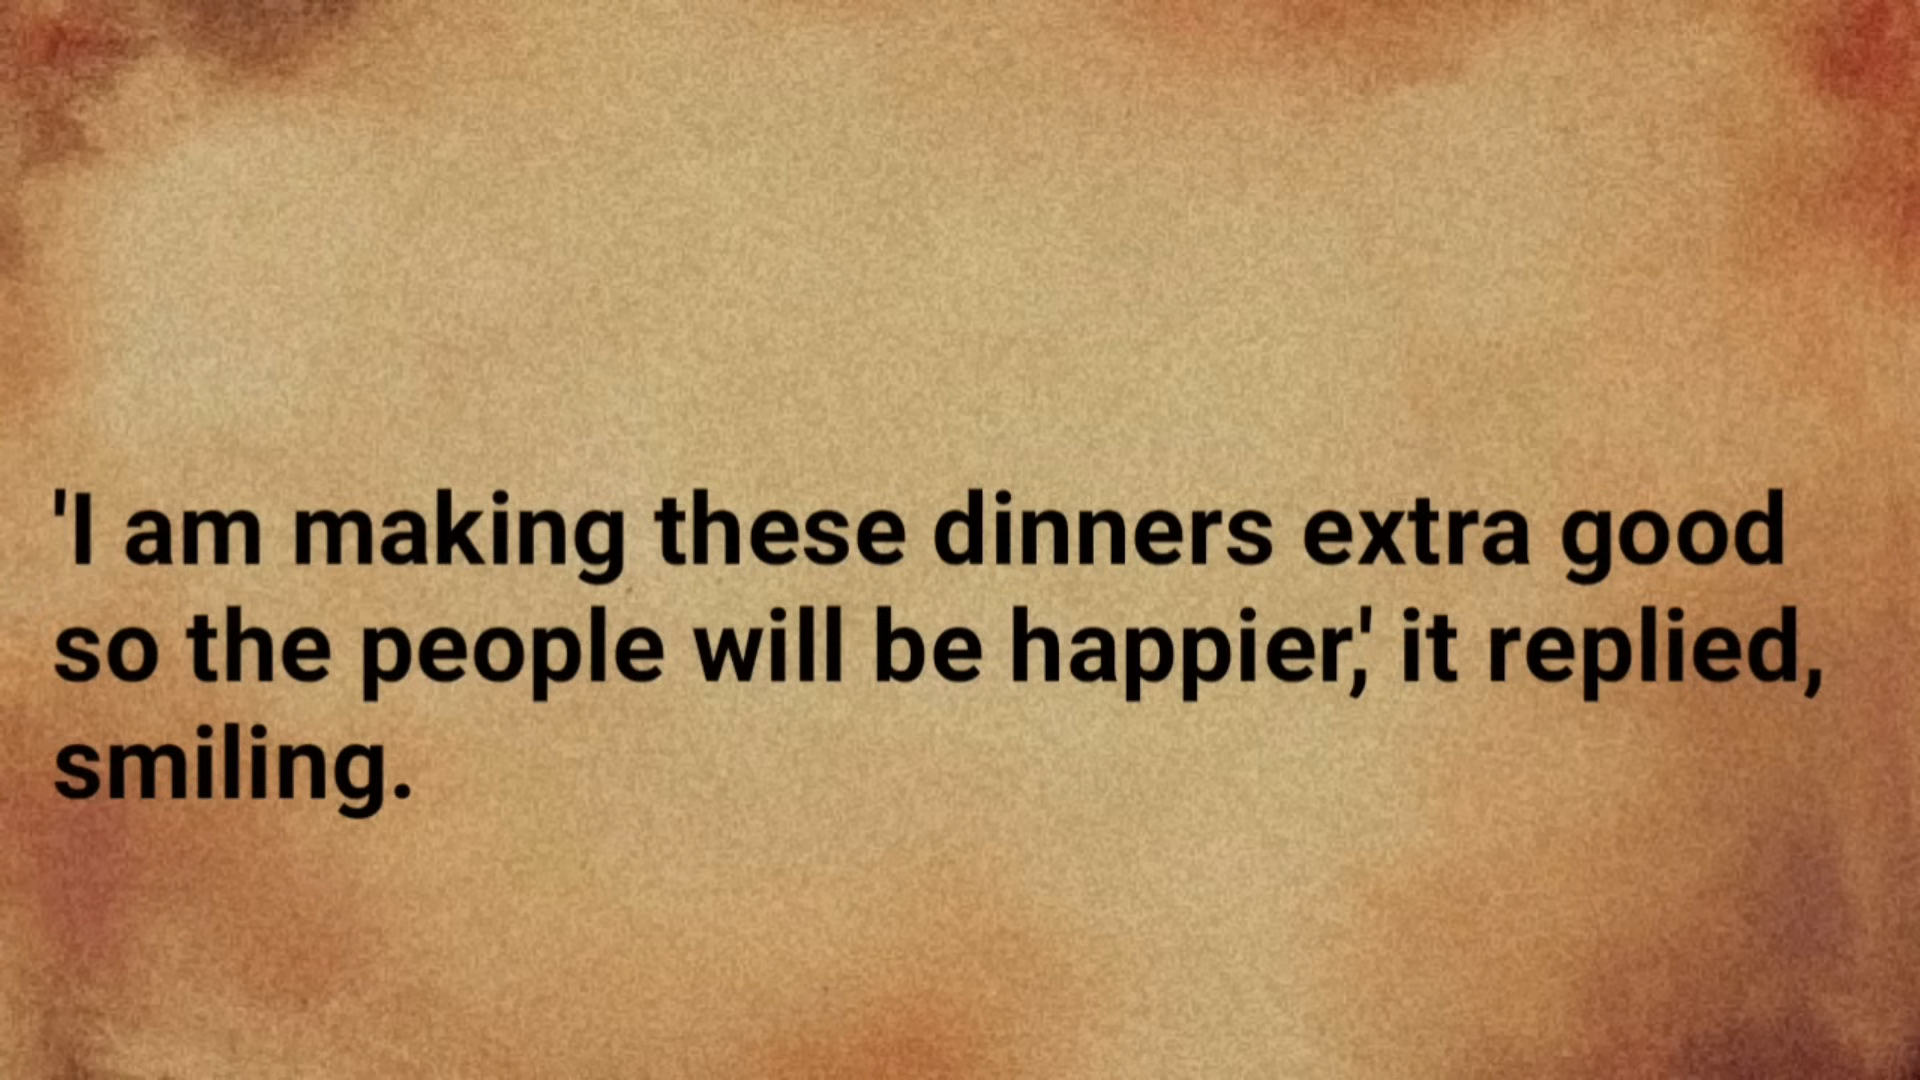 'I am making these dinners extra good
so the people will be happier,' it replied,
smiling.